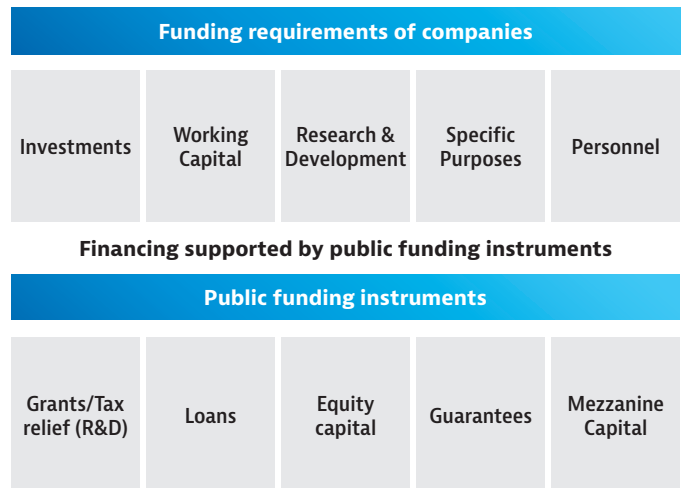 Funding requirements of companies
Investments
Working
Capital
Research &
Development
Specific
Purposes
Personnel
Financing supported by public funding instruments
Public funding instruments
Grants/Tax
relief (R&D)
Loans
Equity
capital
Guarantees
Mezzanine
Capital